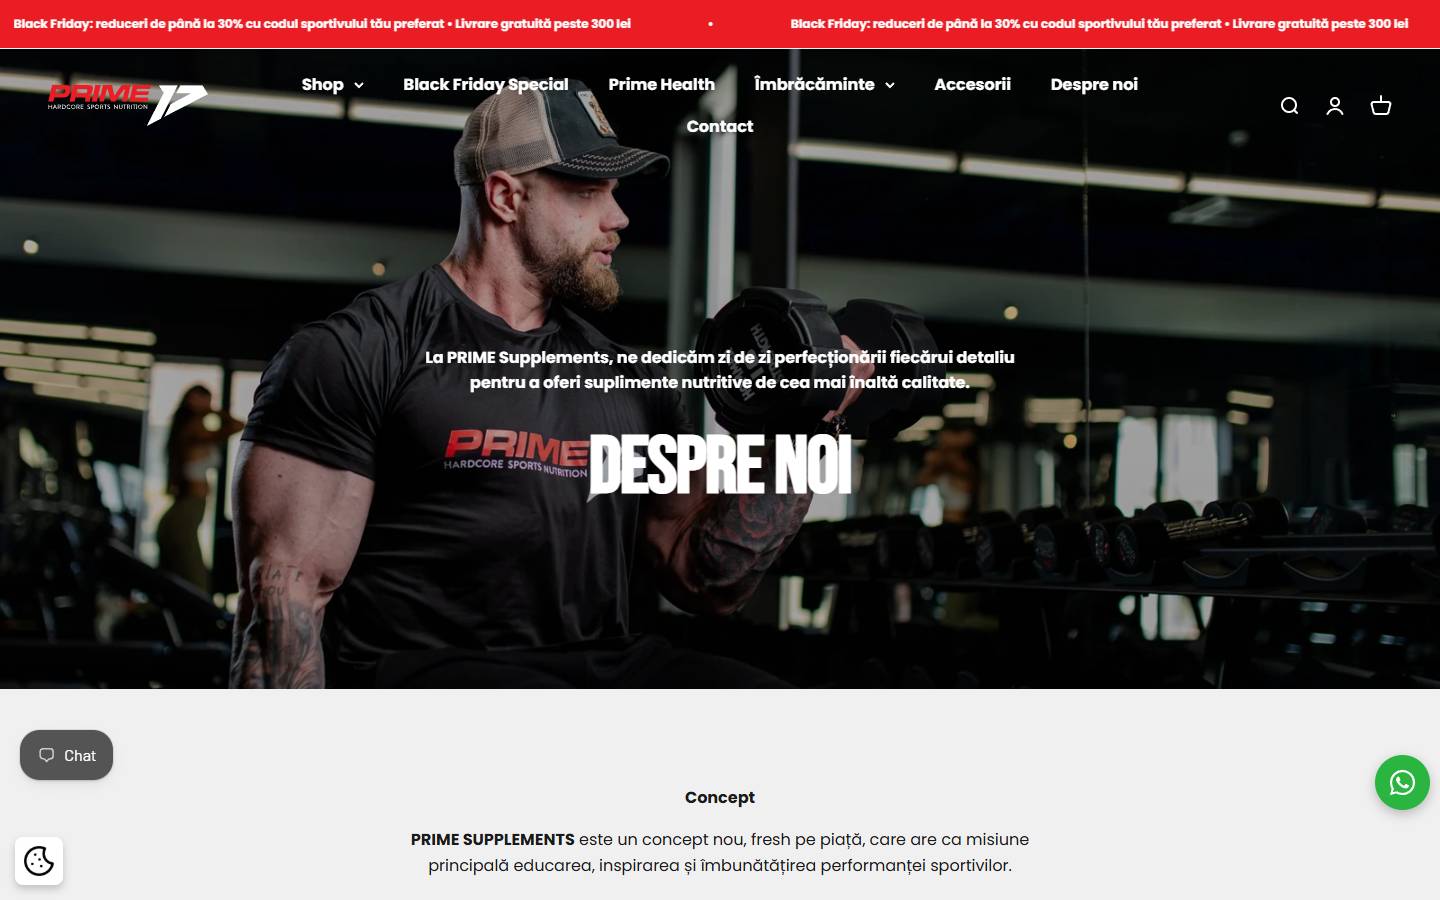 Black Friday: reduceri de până la 30% cu codul sportivului tău preferat • Livrare gratuită peste 300 lei • Black Friday: reduceri de până la 30% cu codul sportivului tău preferat • Livrare gratuită peste 300 lei
PRIME
HARDCORE SPORTS NUTRITION
Shop Black Friday Special Prime Health Îmbrăcăminte Accesorii Despre noi
Contact
La PRIME Supplements, ne dedicăm zi de zi perfecționării fiecărui detaliu
pentru a oferi suplimente nutritive de cea mai înaltă calitate.
PRIME
HARDCORE SPORTS NUTRITION
DESPRE NOI
Chat
Concept
PRIME SUPPLEMENTS este un concept nou, fresh pe piață, care are ca misiune
principală educarea, inspirarea și îmbunătățirea performanței sportivilor.